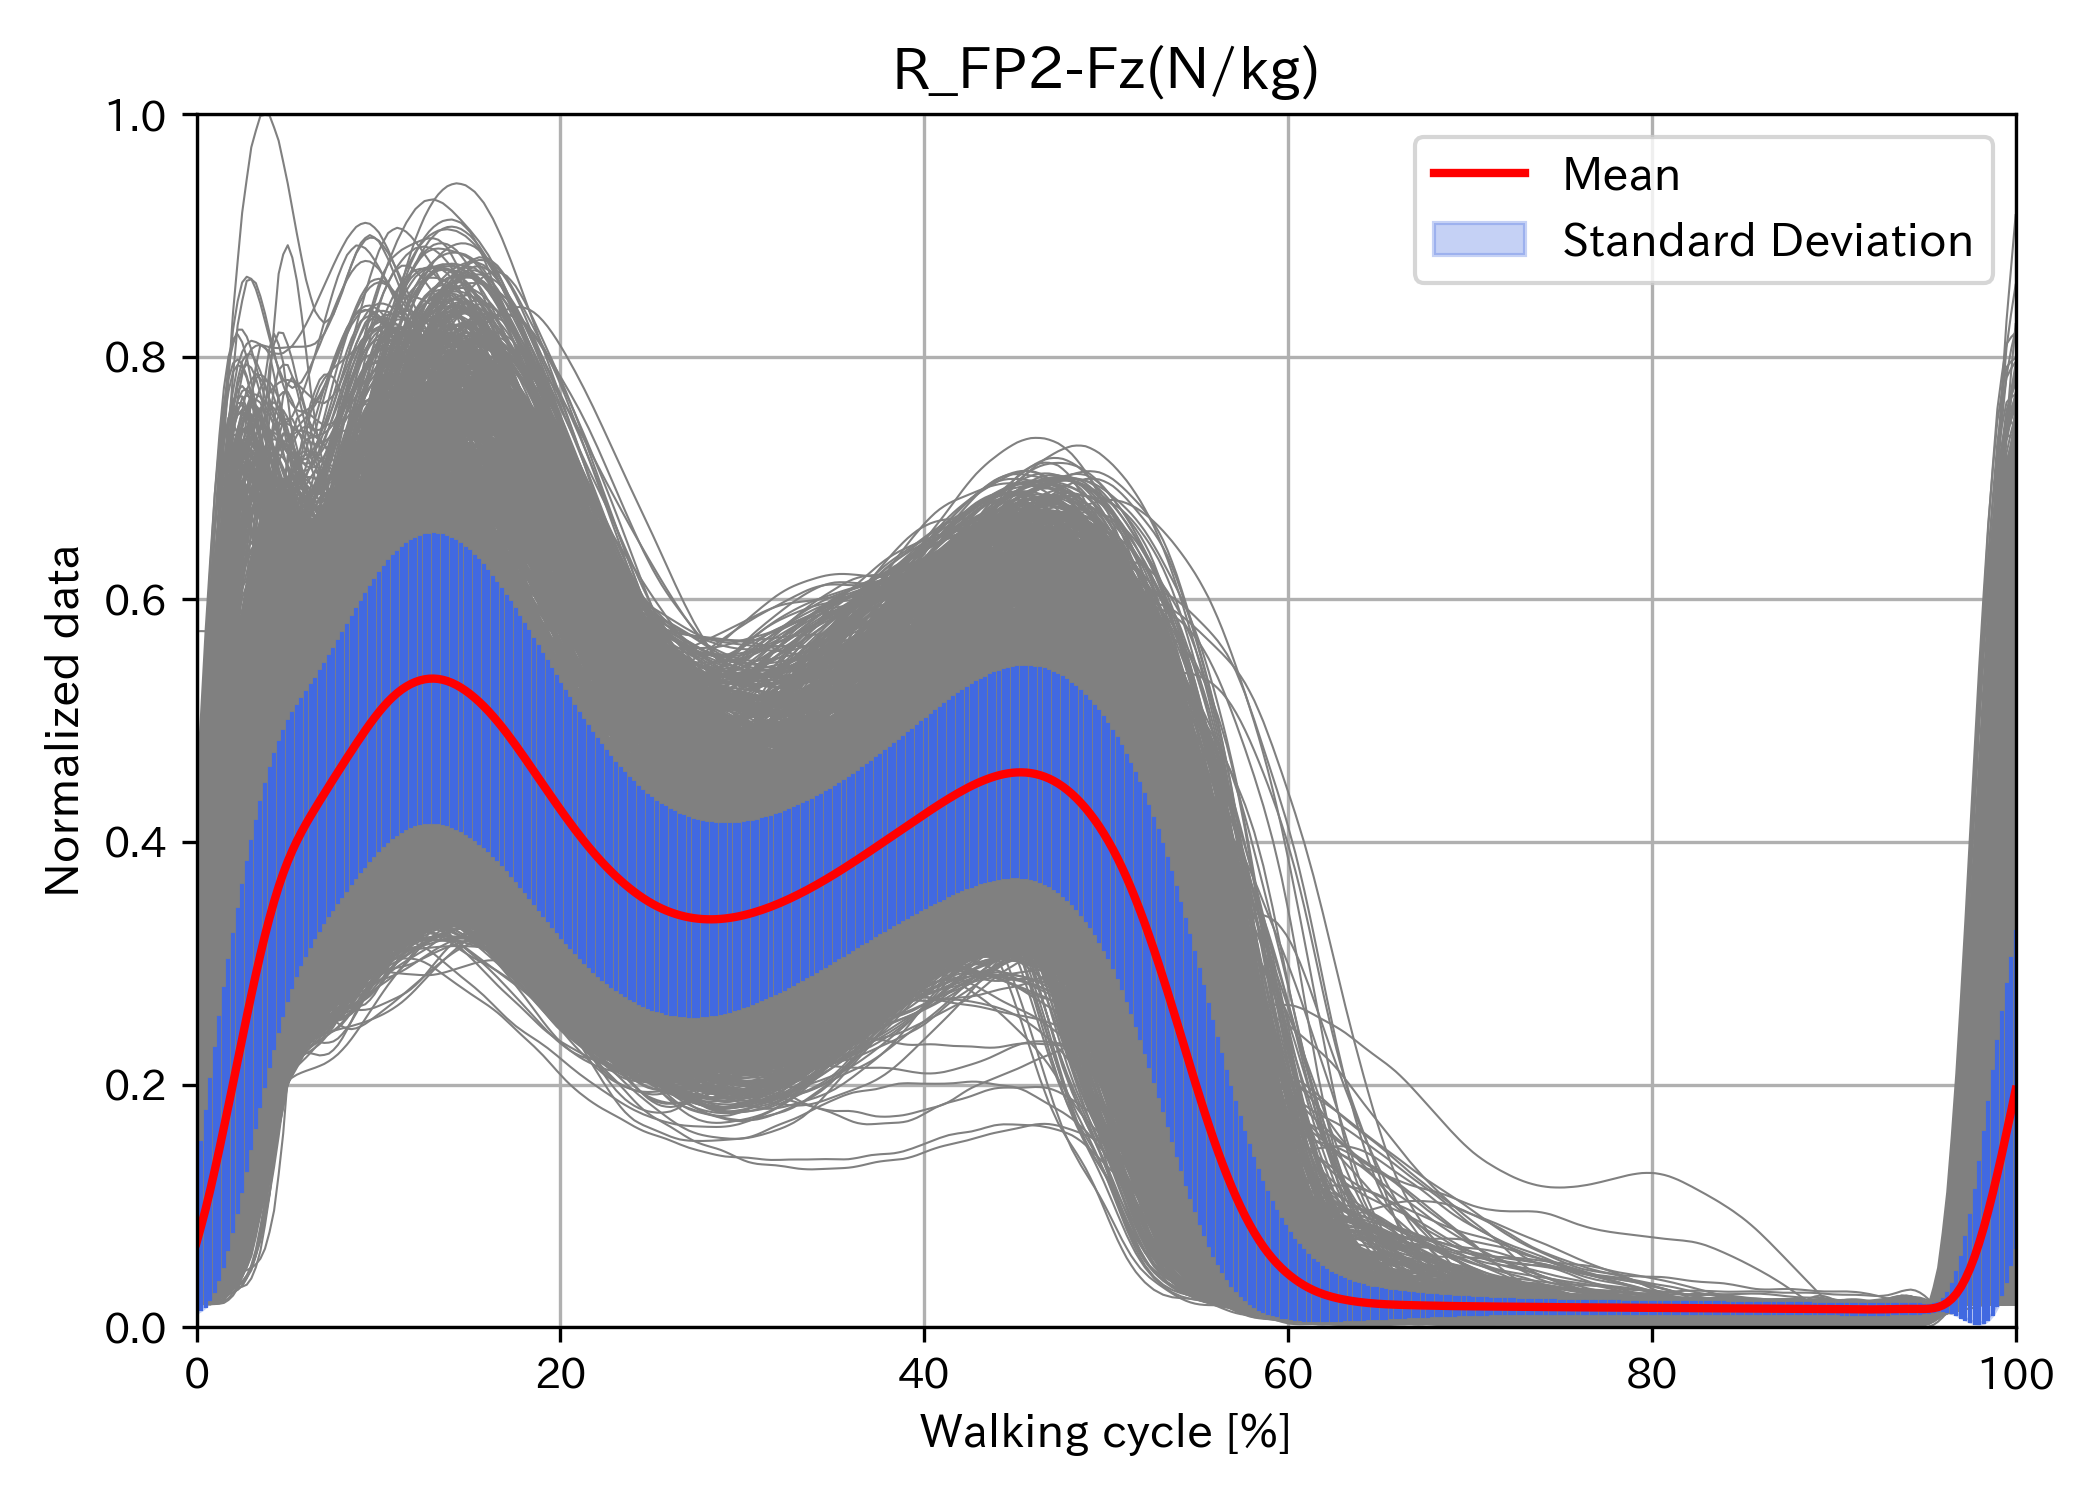 R_FP2-Fz(N/kg)
Mean
Standard Deviation
Normalized data
1.0
0.8
0.6
0.4
0.2
0.0
0 20 40 60 80 100
Walking cycle [%]